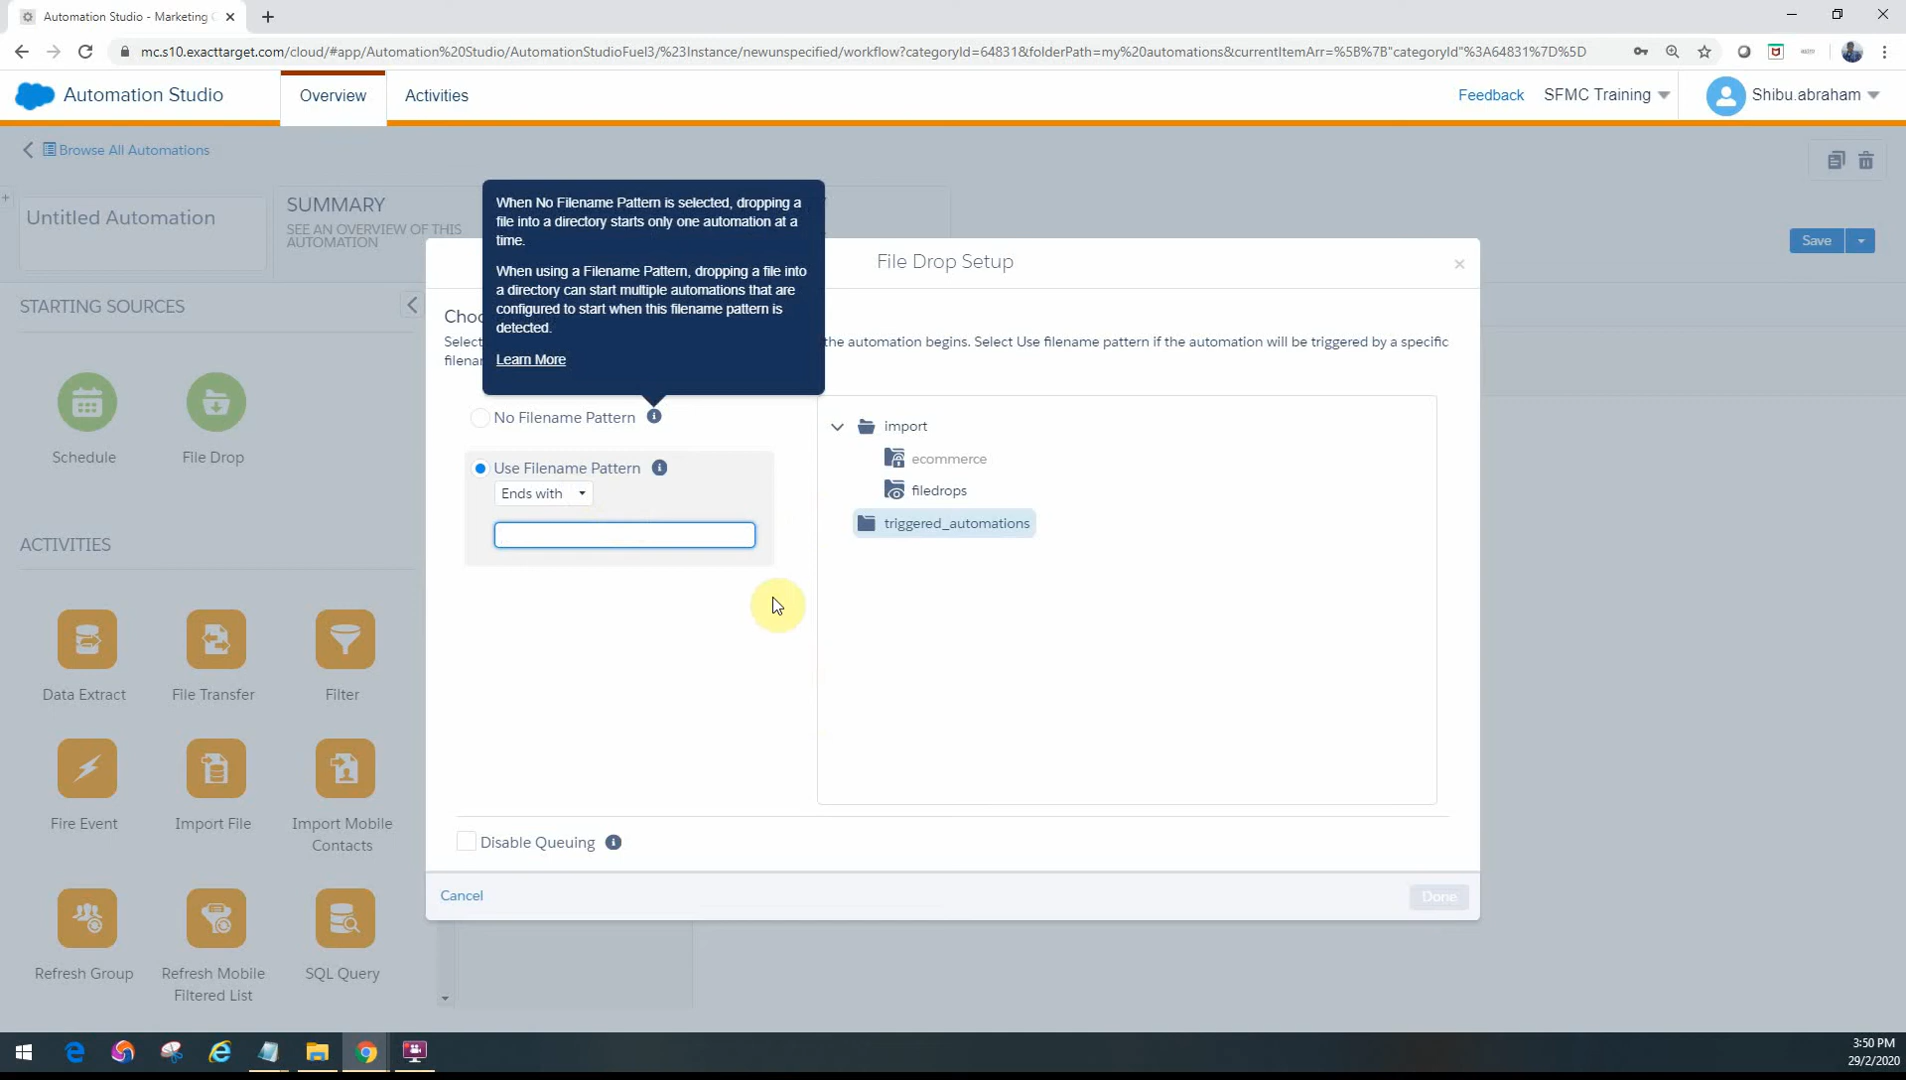 Automation Studio - Marketing C
mc.s10.exacttarget.com/cloud/#app/Automation%20Studio/AutomationStudioFuel3/%23Instance/newunspecified/workflow?categoryId=64831&folderPath=my%20automations&currentItemArr=%5B%7B"categoryId"%3A64831%7D%5D
Automation Studio
Overview
Activities
Feedback
SFMC Training
Shibu.abraham
Browse All Automations
Untitled Automation
SUMMARY
SEE AN OVERVIEW OF THIS
AUTOMATION
Save
When No Filename Pattern is selected, dropping a
file into a directory starts only one automation at a
time.
When using a Filename Pattern, dropping a file into
a directory can start multiple automations that are
configured to start when this filename pattern is
detected.
Learn More
File Drop Setup
Choo
Select
the automation begins. Select Use filename pattern if the automation will be triggered by a specific
filenam
STARTING SOURCES
Schedule
File Drop
No Filename Pattern
Use Filename Pattern
Ends with
import
ecommerce
filedrops
triggered_automations
ACTIVITIES
Data Extract
File Transfer
Filter
Fire Event
Import File
Import Mobile
Contacts
Refresh Group
Refresh Mobile
Filtered List
SQL Query
Disable Queuing
Cancel
Done
3:50 PM
29/2/2020